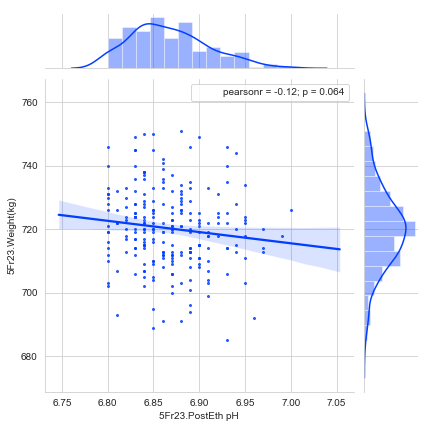 pearsonr = -0.12; p = 0.064
760
740
720
700
680
6.75 6.80 6.85 6.90 6.95 7.00 7.05
5Fr23.Weight(kg)
5Fr23.PostEth pH